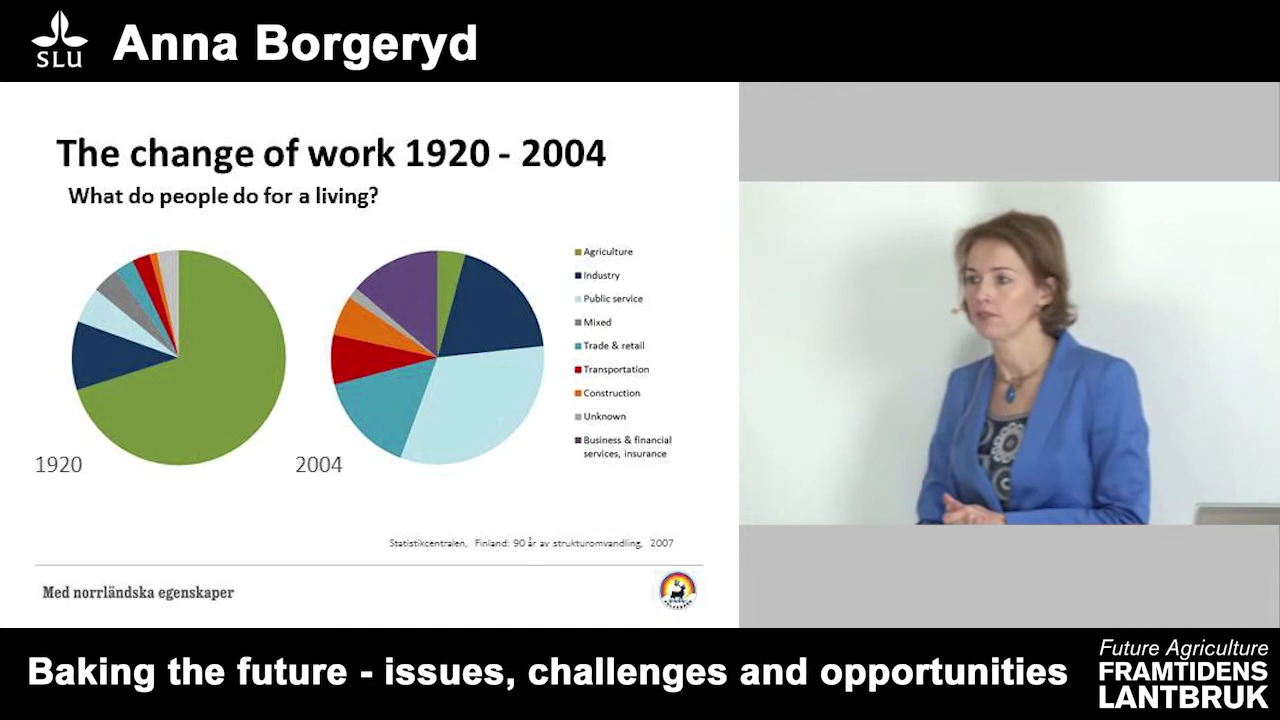 SLU
Anna Borgeryd
The change of work 1920 - 2004
What do people do for a living?
Agriculture
Industry
Public service
Mixed
Trade & retail
Transportation
Construction
Unknown
Business & financial
services, insurance
1920
2004
Statistikcentralen, Finland: 90 år av strukturomvandling, 2007
Med norrländska egenskaper
Baking the future - issues, challenges and opportunities
Future Agriculture
FRAMTIDENS
LANTBRUK